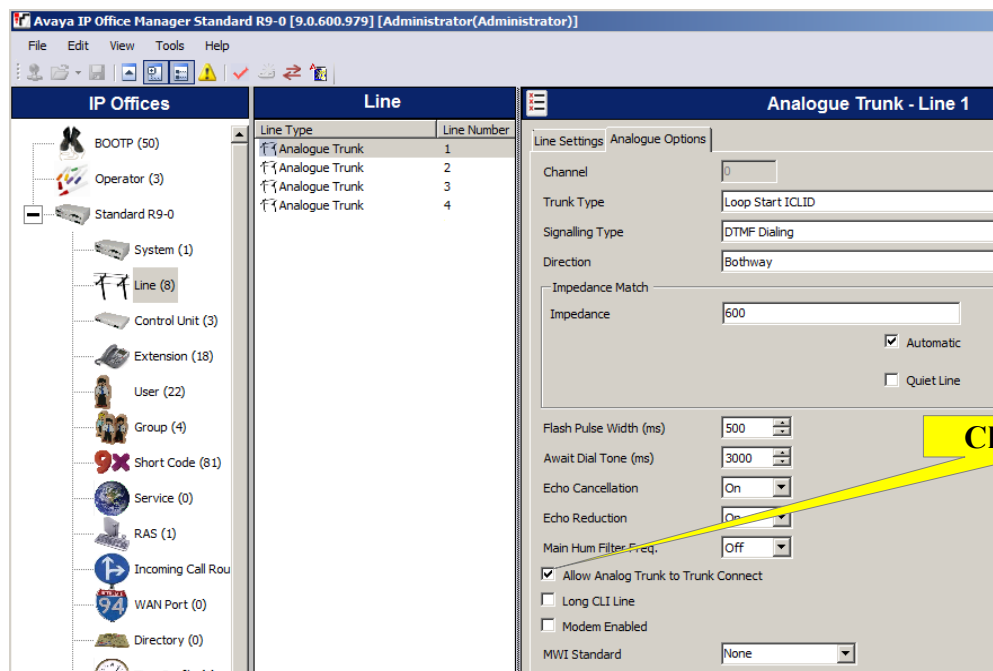 Avaya IP Office Manager Standard R9-0 [9.0.600.979] [Administrator(Administrator)]
File Edit View Tools Help
IP Offices
BOOTP (50)
Operator (3)
Standard R9-0
System (1)
Line (8)
Control Unit (3)
Extension (18)
User (22)
Group (4)
9x Short Code (81)
Service (0)
RAS (1)
Incoming Call Rou
94 WAN Port (0)
Directory (0)
Line
Line Type Line Number
Analogue Trunk 1
Analogue Trunk 2
Analogue Trunk 3
Analogue Trunk 4
Analogue Trunk - Line 1
Line Settings Analogue Options
Channel 0
Trunk Type Loop Start ICLID
Signalling Type DTMF Dialing
Direction Bothway
Impedance Match
Impedance 600
Automatic
Quiet Line
Flash Pulse Width (ms) 500
Await Dial Tone (ms) 3000
Echo Cancellation On
Echo Reduction On
Main Hum Filter Freq. Off
Allow Analog Trunk to Trunk Connect
Long CLI Line
Modem Enabled
MWI Standard None